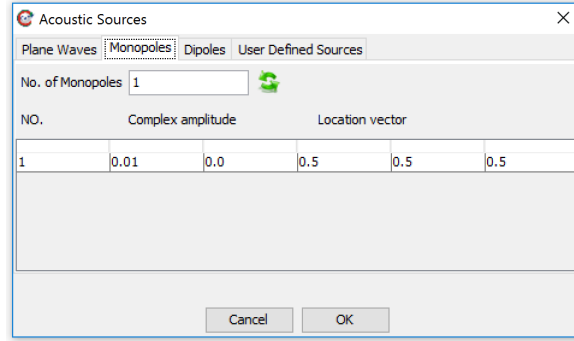 Acoustic Sources
Plane Waves Monopoles Dipoles User Defined Sources
No. of Monopoles 1
NO. Complex amplitude Location vector
1 0.01 0.0 0.5 0.5 0.5
Cancel OK